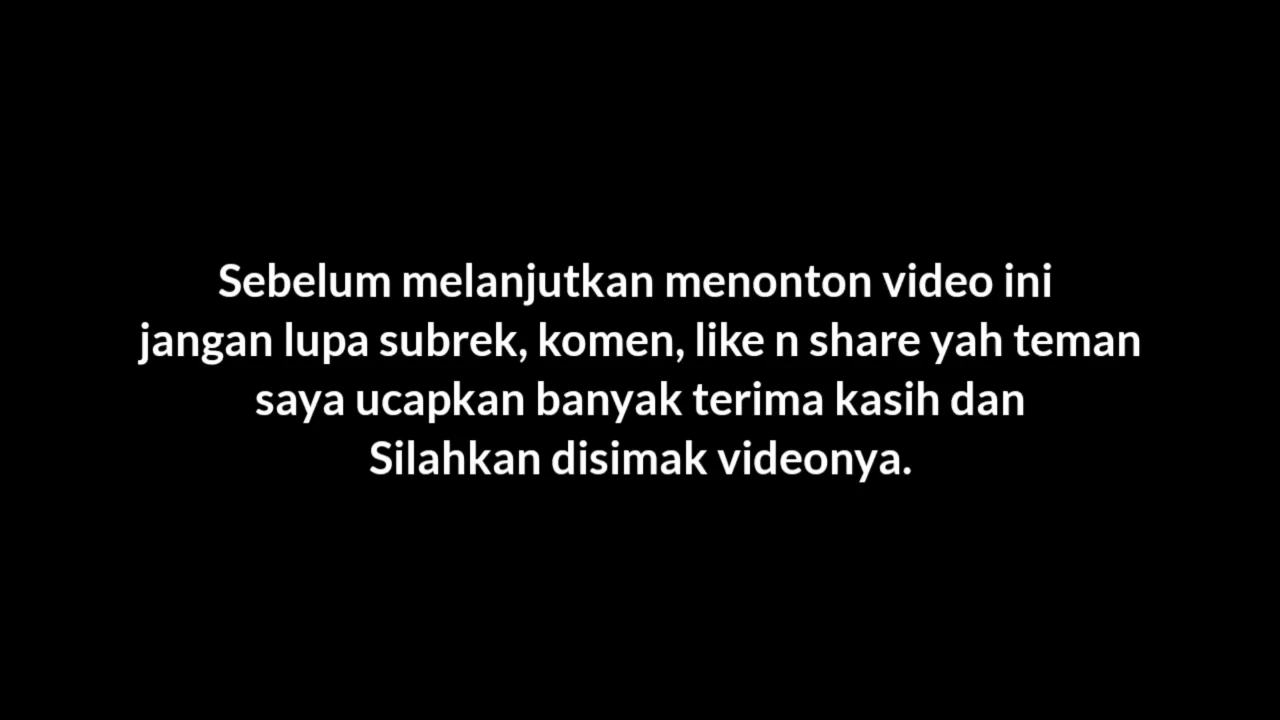 Sebelum melanjutkan menonton video ini
jangan lupa subrek, komen, like n share yah teman
saya ucapkan banyak terima kasih dan
Silahkan disimak videonya.